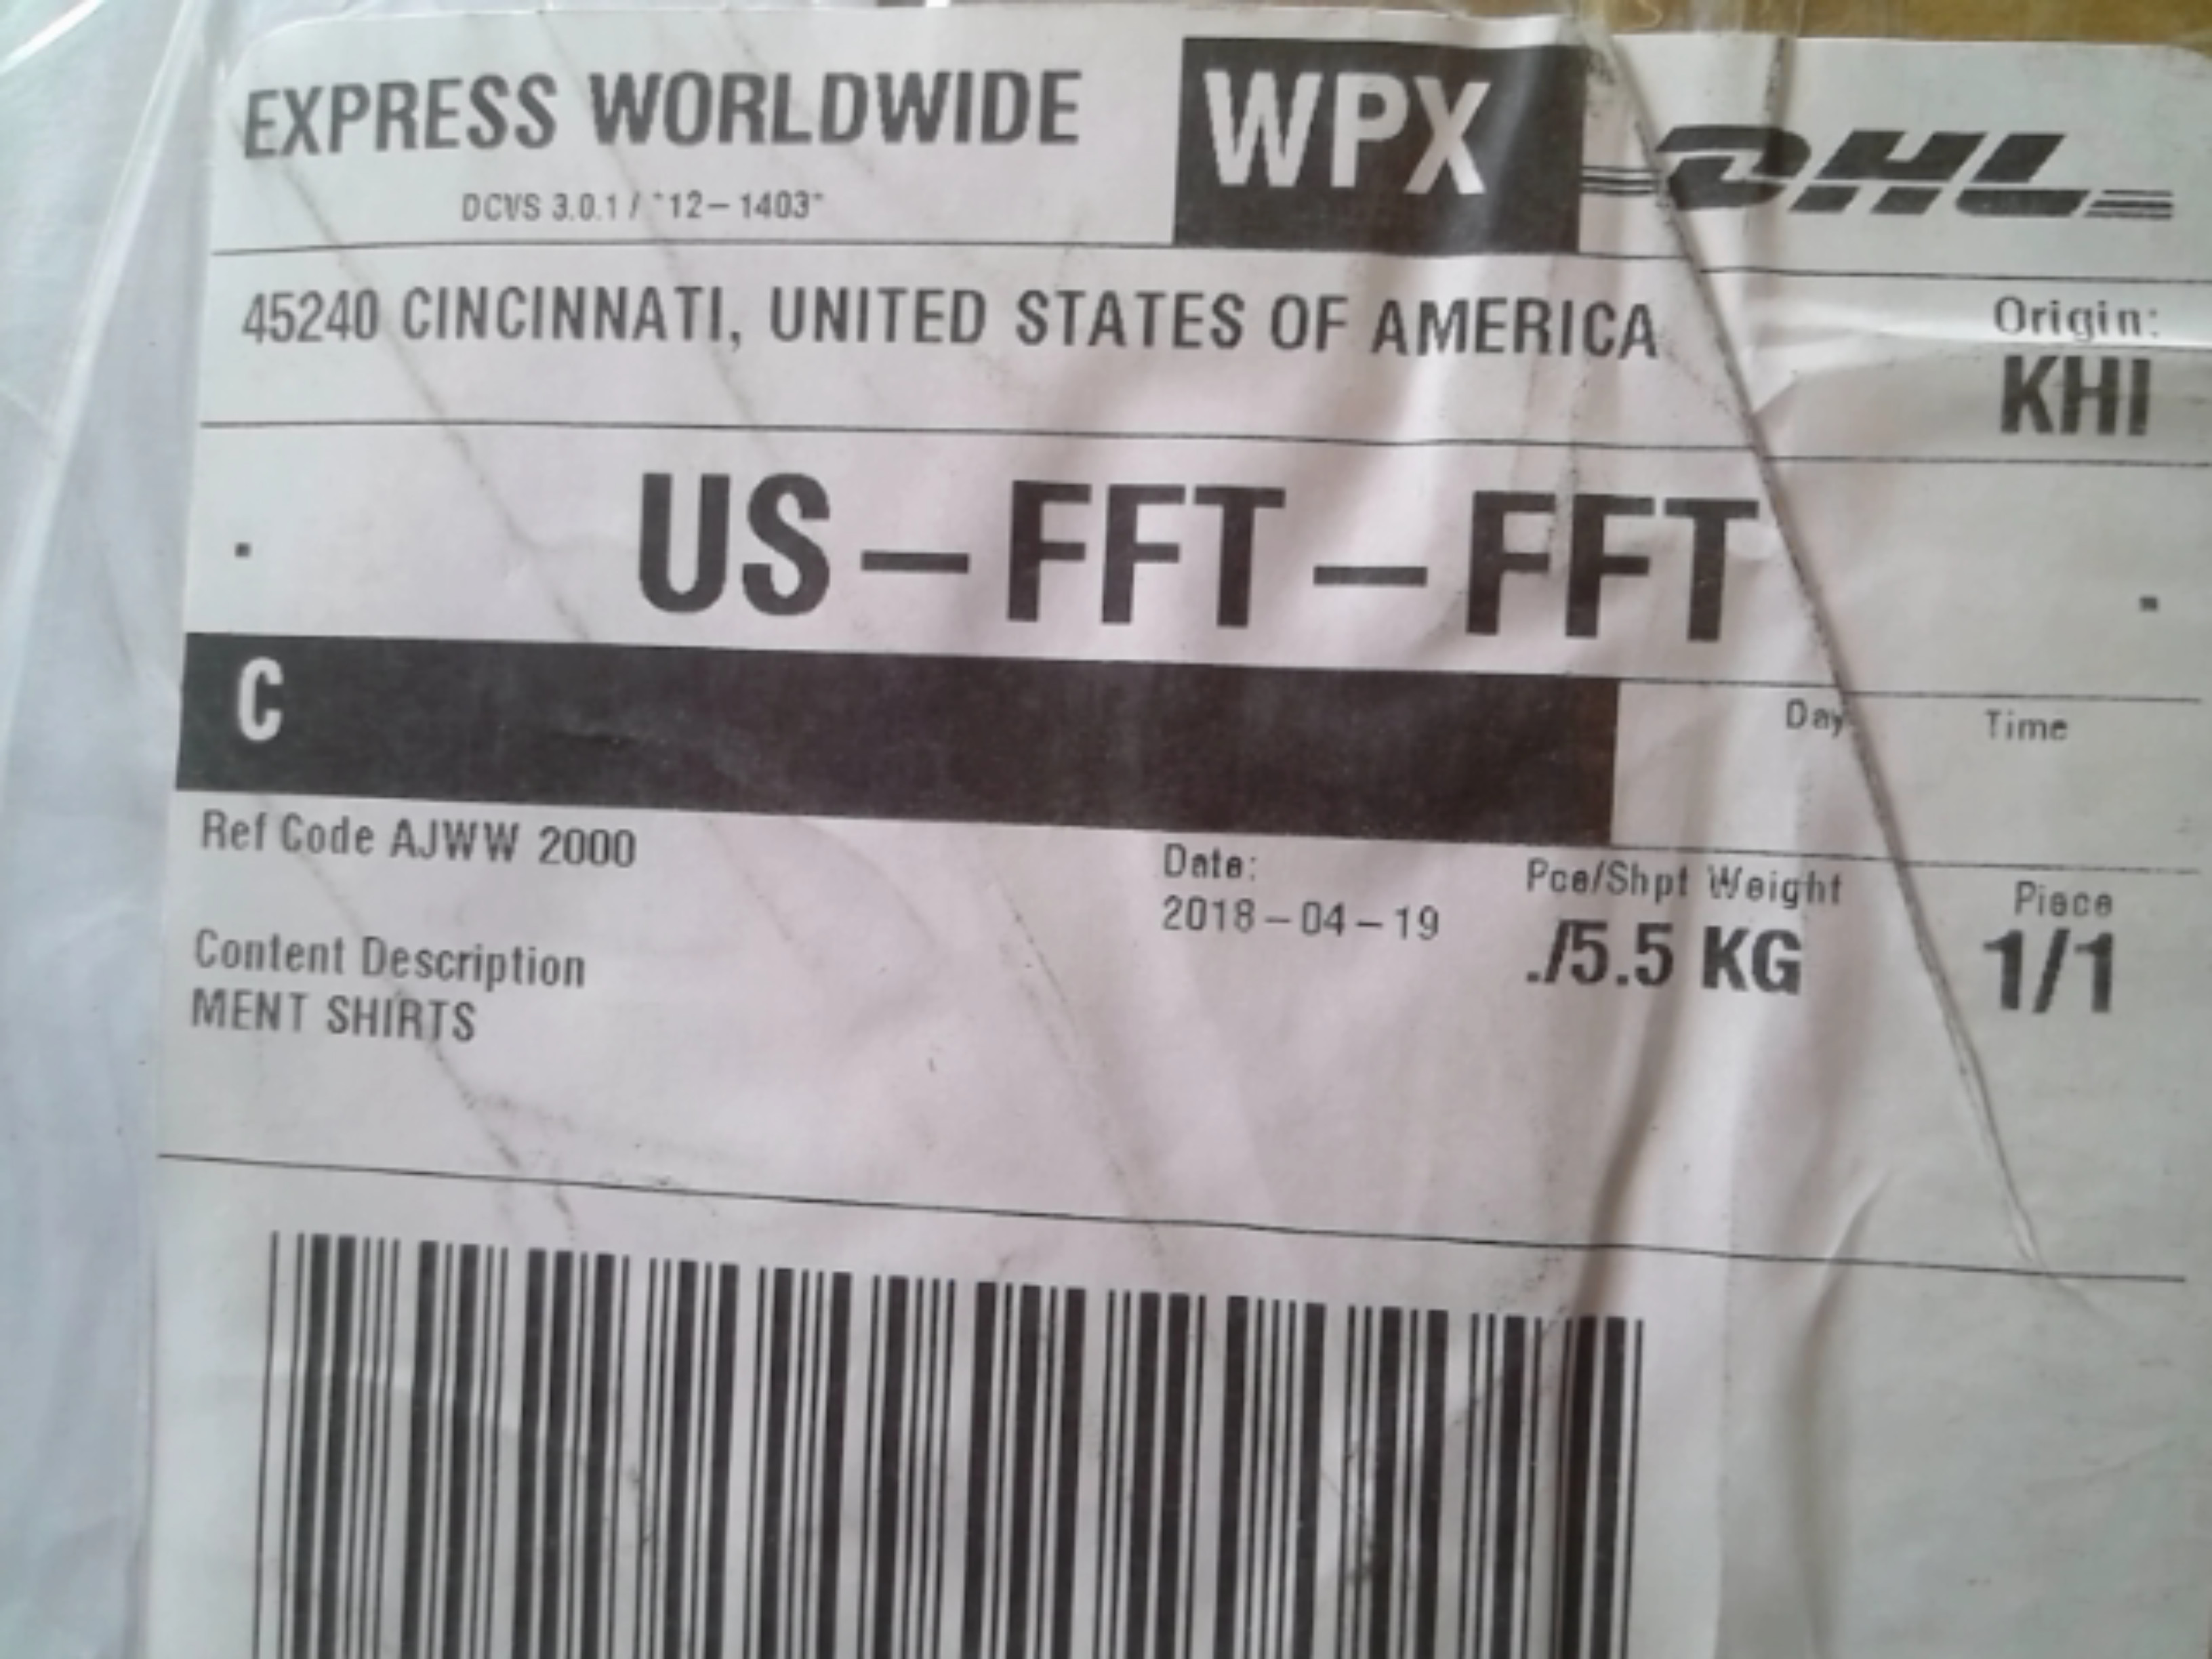 EXPRESS WORLDWIDE
DCVS 3.0.1 / "12-1403"
WPX
DHL
45240 CINCINNATI, UNITED STATES OF AMERICA
Origin:
KHI
US-FFT-FFT
C
Day
Time
Ref Code AJWW 2000
Date:
2018-04-19
Pce/Shpt Weight
./5.5 KG
Piece
1/1
Content Description
MENT SHIRTS